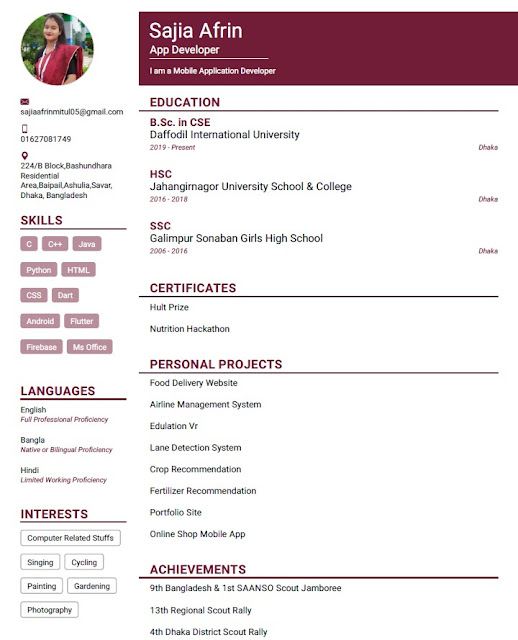 Sajia Afrin
App Developer
I am a Mobile Application Developer
sajiaafrinmitul05@gmail.com
01627081749
224/B Block,Bashundhara
Residential
Area,Baipail,Ashulia,Savar,
Dhaka, Bangladesh
SKILLS
C C++ Java
Python HTML
CSS Dart
Android Flutter
Firebase Ms Office
LANGUAGES
English
Full Professional Proficiency
Bangla
Native or Bilingual Proficiency
Hindi
Limited Working Proficiency
INTERESTS
Computer Related Stuffs
Singing Cycling
Painting Gardening
Photography
EDUCATION
B.Sc. in CSE
Daffodil International University
2019 - Present Dhaka
HSC
Jahangirnagor University School & College
2016 - 2018 Dhaka
SSC
Galimpur Sonaban Girls High School
2006 - 2016 Dhaka
CERTIFICATES
Hult Prize
Nutrition Hackathon
PERSONAL PROJECTS
Food Delivery Website
Airline Management System
Edulation Vr
Lane Detection System
Crop Recommendation
Fertilizer Recommendation
Portfolio Site
Online Shop Mobile App
ACHIEVEMENTS
9th Bangladesh & 1st SAANSO Scout Jamboree
13th Regional Scout Rally
4th Dhaka District Scout Rally